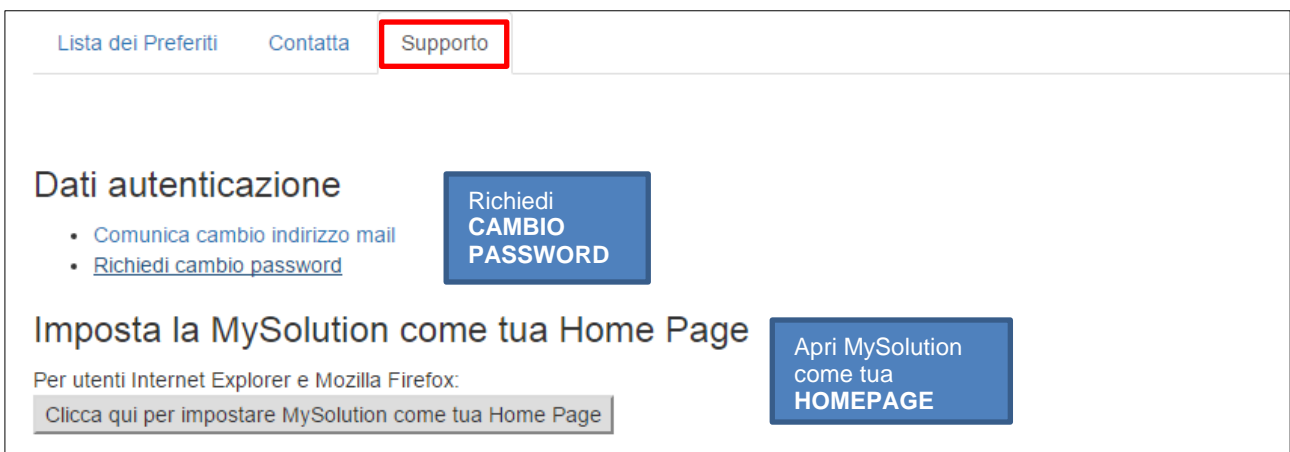 Lista dei Preferiti Contatta Supporto
Dati autenticazione
Comunica cambio indirizzo mail
Richiedi cambio password
Richiedi
CAMBIO
PASSWORD
Imposta la MySolution come tua Home Page
Per utenti Internet Explorer e Mozilla Firefox:
Clicca qui per impostare MySolution come tua Home Page
Apri MySolution
come tua
HOMEPAGE